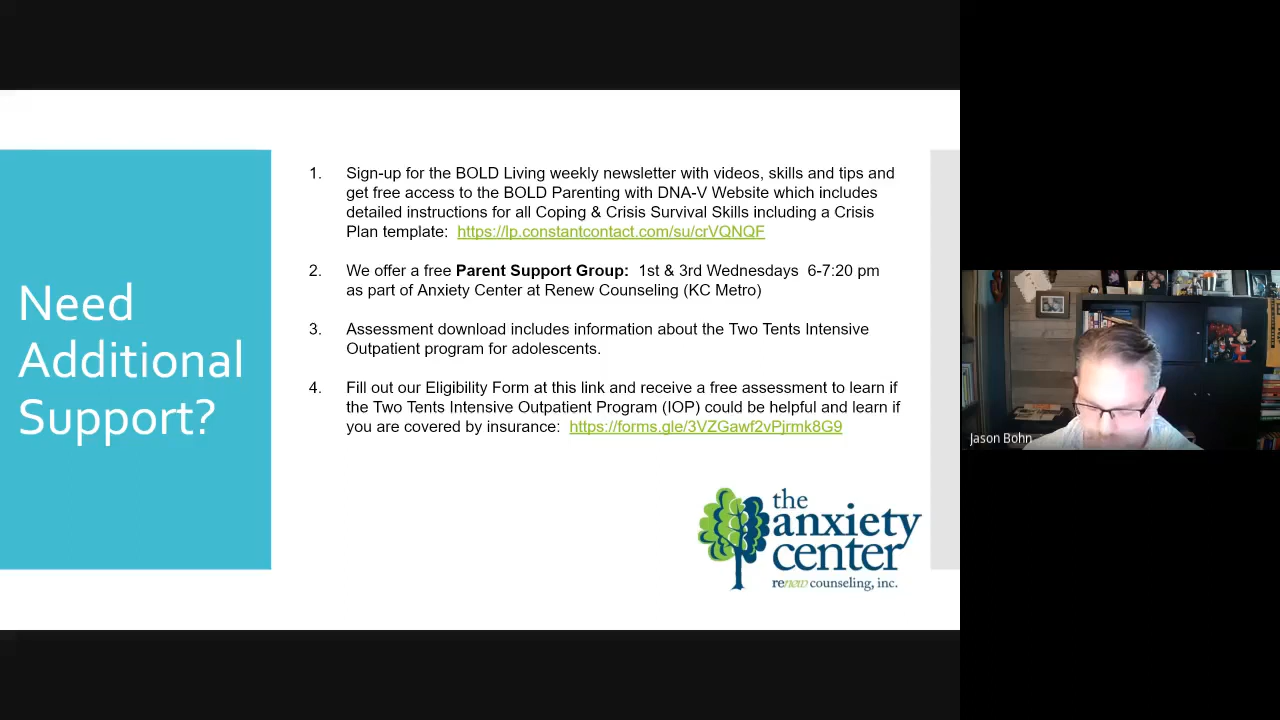 Need
Additional
Support?
1. Sign-up for the BOLD Living weekly newsletter with videos, skills and tips and
get free access to the BOLD Parenting with DNA-V Website which includes
detailed instructions for all Coping & Crisis Survival Skills including a Crisis
Plan template: https://lp.constantcontact.com/su/crVQNQF
2. We offer a free Parent Support Group: 1st & 3rd Wednesdays 6-7:20 pm
as part of Anxiety Center at Renew Counseling (KC Metro)
3. Assessment download includes information about the Two Tents Intensive
Outpatient program for adolescents.
4. Fill out our Eligibility Form at this link and receive a free assessment to learn if
the Two Tents Intensive Outpatient Program (IOP) could be helpful and learn if
you are covered by insurance: https://forms.gle/3VZGawf2vPjrmk8G9
the
anxiety
center
renew counseling, inc.
Jason Bohn